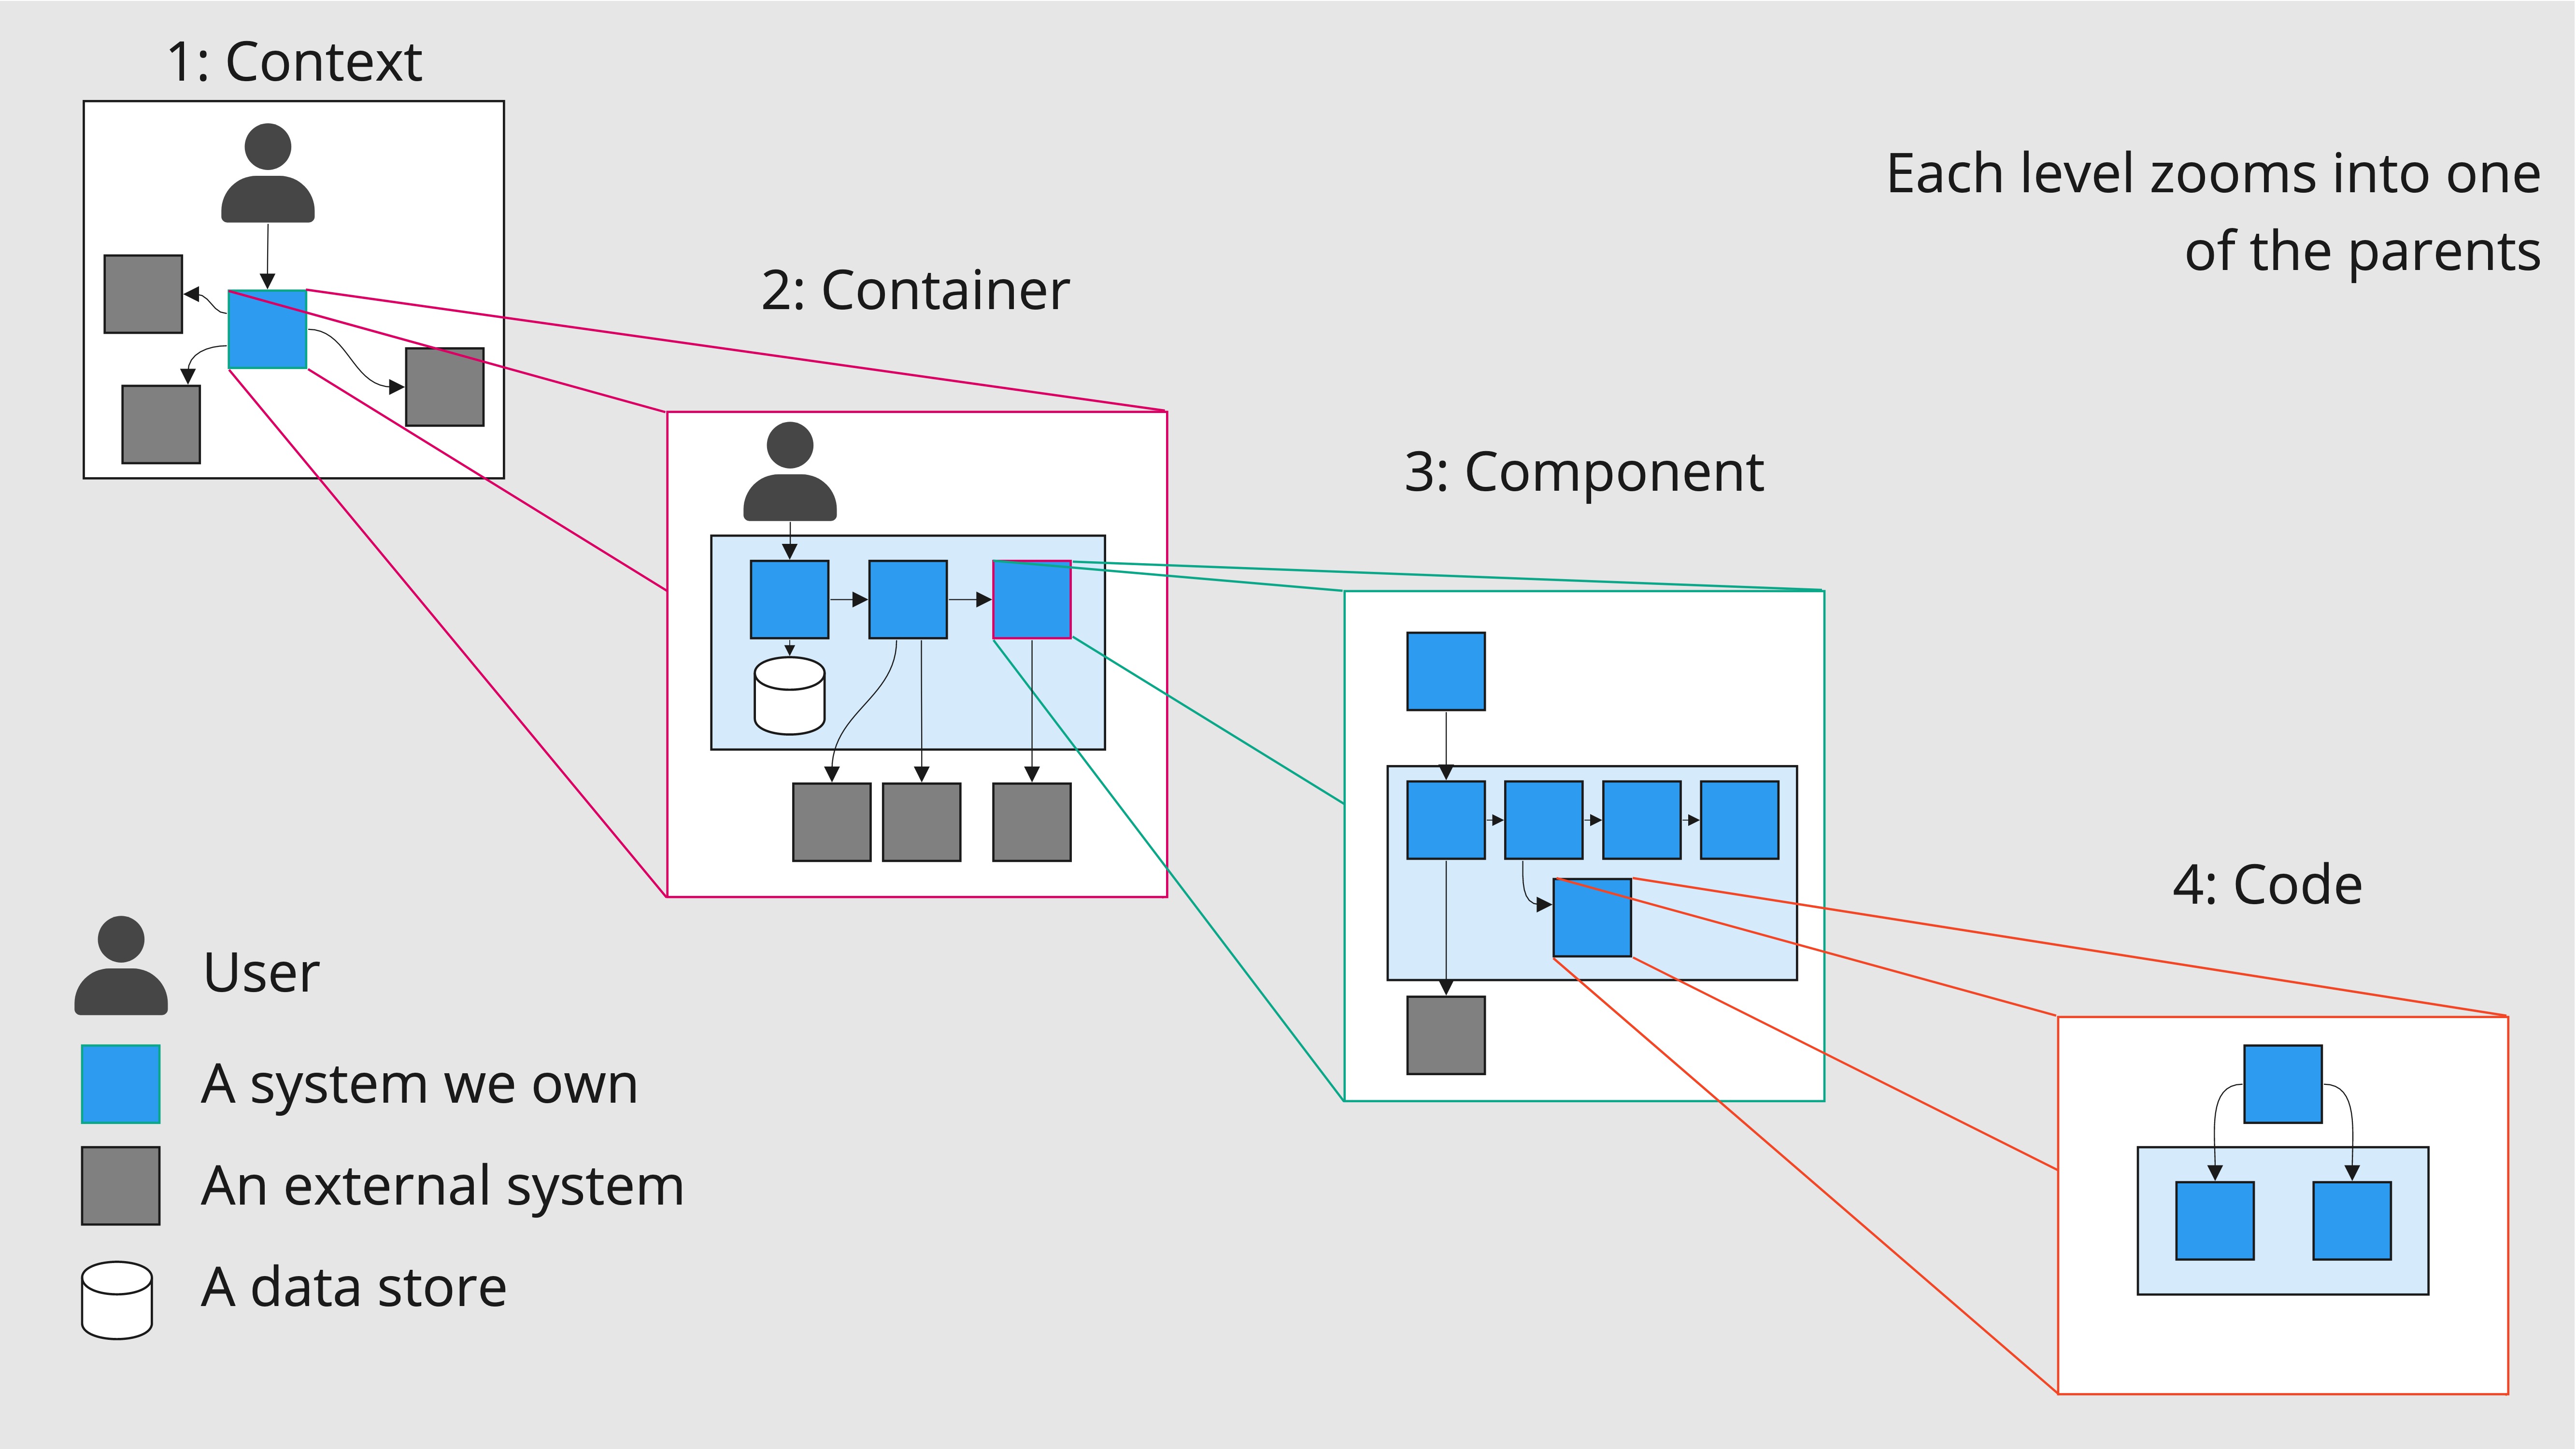 1: Context
Each level zooms into one
of the parents
2: Container
3: Component
4: Code
User
A system we own
An external system
A data store